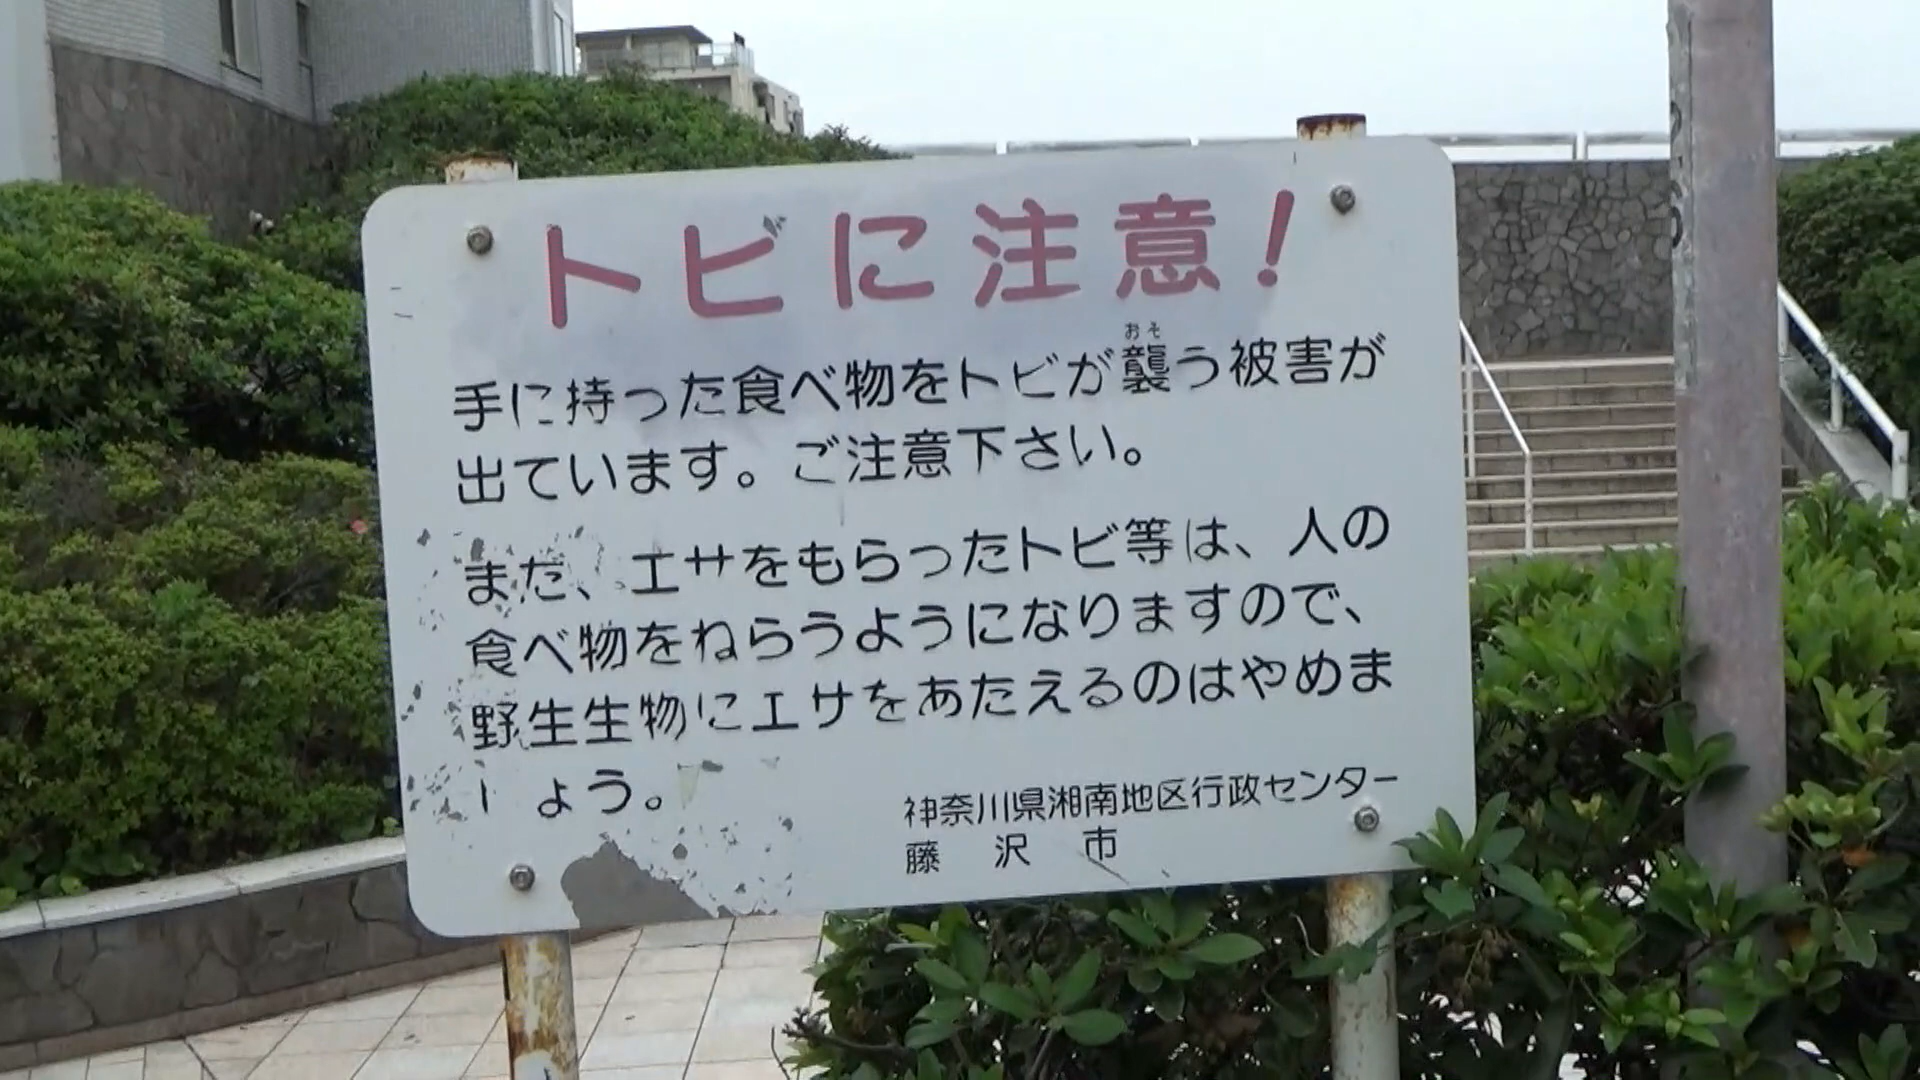 トビに注意！
手に持った食べ物をトビが襲う被害が
出ています。ご注意下さい。
また、エサをもらったトビ等は、人の
食べ物をねらうようになりますので、
野生生物にエサをあたえるのはやめま
しょう。
神奈川県湘南地区行政センター
藤沢市